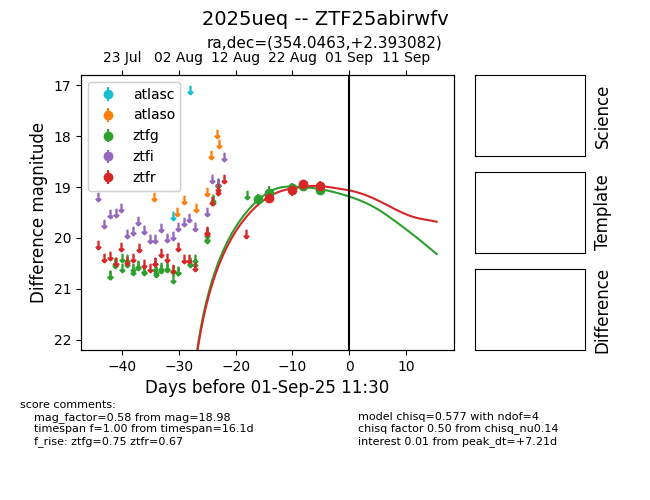 2025ueq -- ZTF25abirwfv
ra,dec=(354.0463,+2.393082)
23 Jul 02 Aug 12 Aug 22 Aug 01 Sep 11 Sep
17
18
19
20
21
22
Difference magnitude
atlasc
atlaso
ztfg
ztfi
ztfr
−40 −30 −20 −10 0 10
Days before 01-Sep-25 11:30
Science
Template
Difference
score comments:
mag_factor=0.58 from mag=18.98
timespan f=1.00 from timespan=16.1d
f_rise: ztfg=0.75 ztfr=0.67
model chisq=0.577 with ndof=4
chisq factor 0.50 from chisq_nu0.14
interest 0.01 from peak_dt=+7.21d